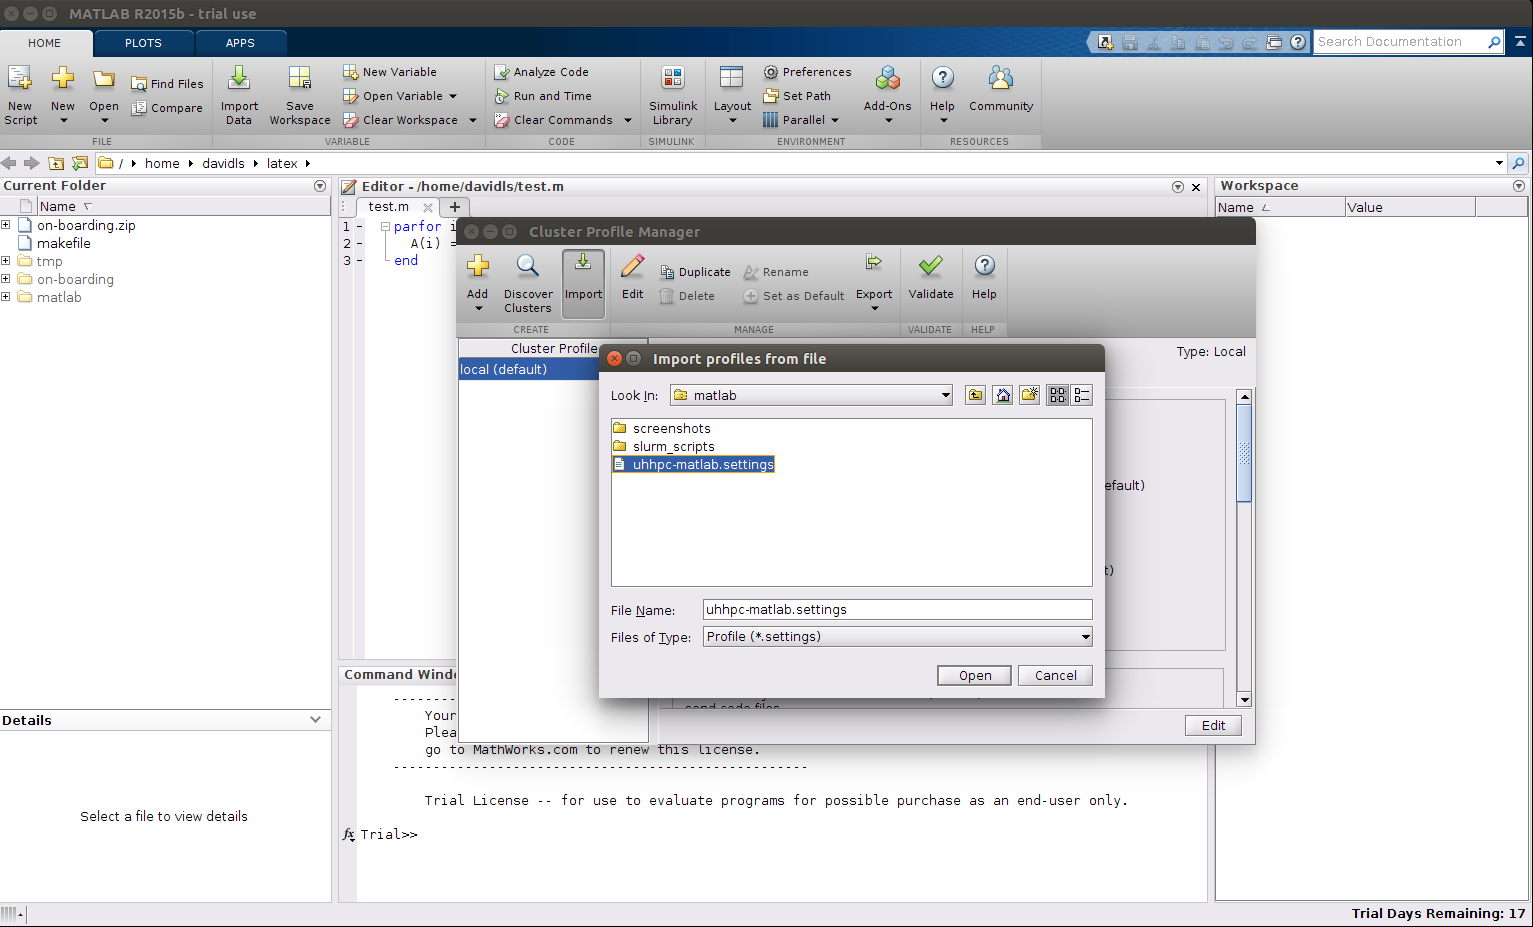 MATLAB R2015b - trial use
HOME
PLOTS
APPS
Search Documentation
New Script
New
Open
Find Files
Compare
FILE
Import Data
Save Workspace
New Variable
Open Variable
Clear Workspace
VARIABLE
Analyze Code
Run and Time
Clear Commands
CODE
Simulink Library
SIMULINK
Layout
Preferences
Set Path
Parallel
ENVIRONMENT
Add-Ons
Help
Community
RESOURCES
/ home davidls latex
Current Folder
Name
on-boarding.zip
makefile
tmp
on-boarding
matlab
Details
Select a file to view details
Editor - /home/davidls/test.m
test.m
+
1 - parfor i
2 - A(i) =
3 - end
Workspace
Name
Value
Cluster Profile Manager
Add
Discover Clusters
Import
CREATE
Edit
Duplicate
Delete
Rename
Set as Default
Export
MANAGE
Validate
VALIDATE
Help
HELP
Cluster Profile
local (default)
Type: Local
efault)
t)
send code files
Edit
Import profiles from file
Look In:
matlab
screenshots
slurm_scripts
uhhpc-matlab.settings
File Name:
uhhpc-matlab.settings
Files of Type:
Profile (*.settings)
Open
Cancel
Command Windo
Your
Plea
go to MathWorks.com to renew this license.
Trial License -- for use to evaluate programs for possible purchase as an end-user only.
fx Trial>>
Trial Days Remaining: 17